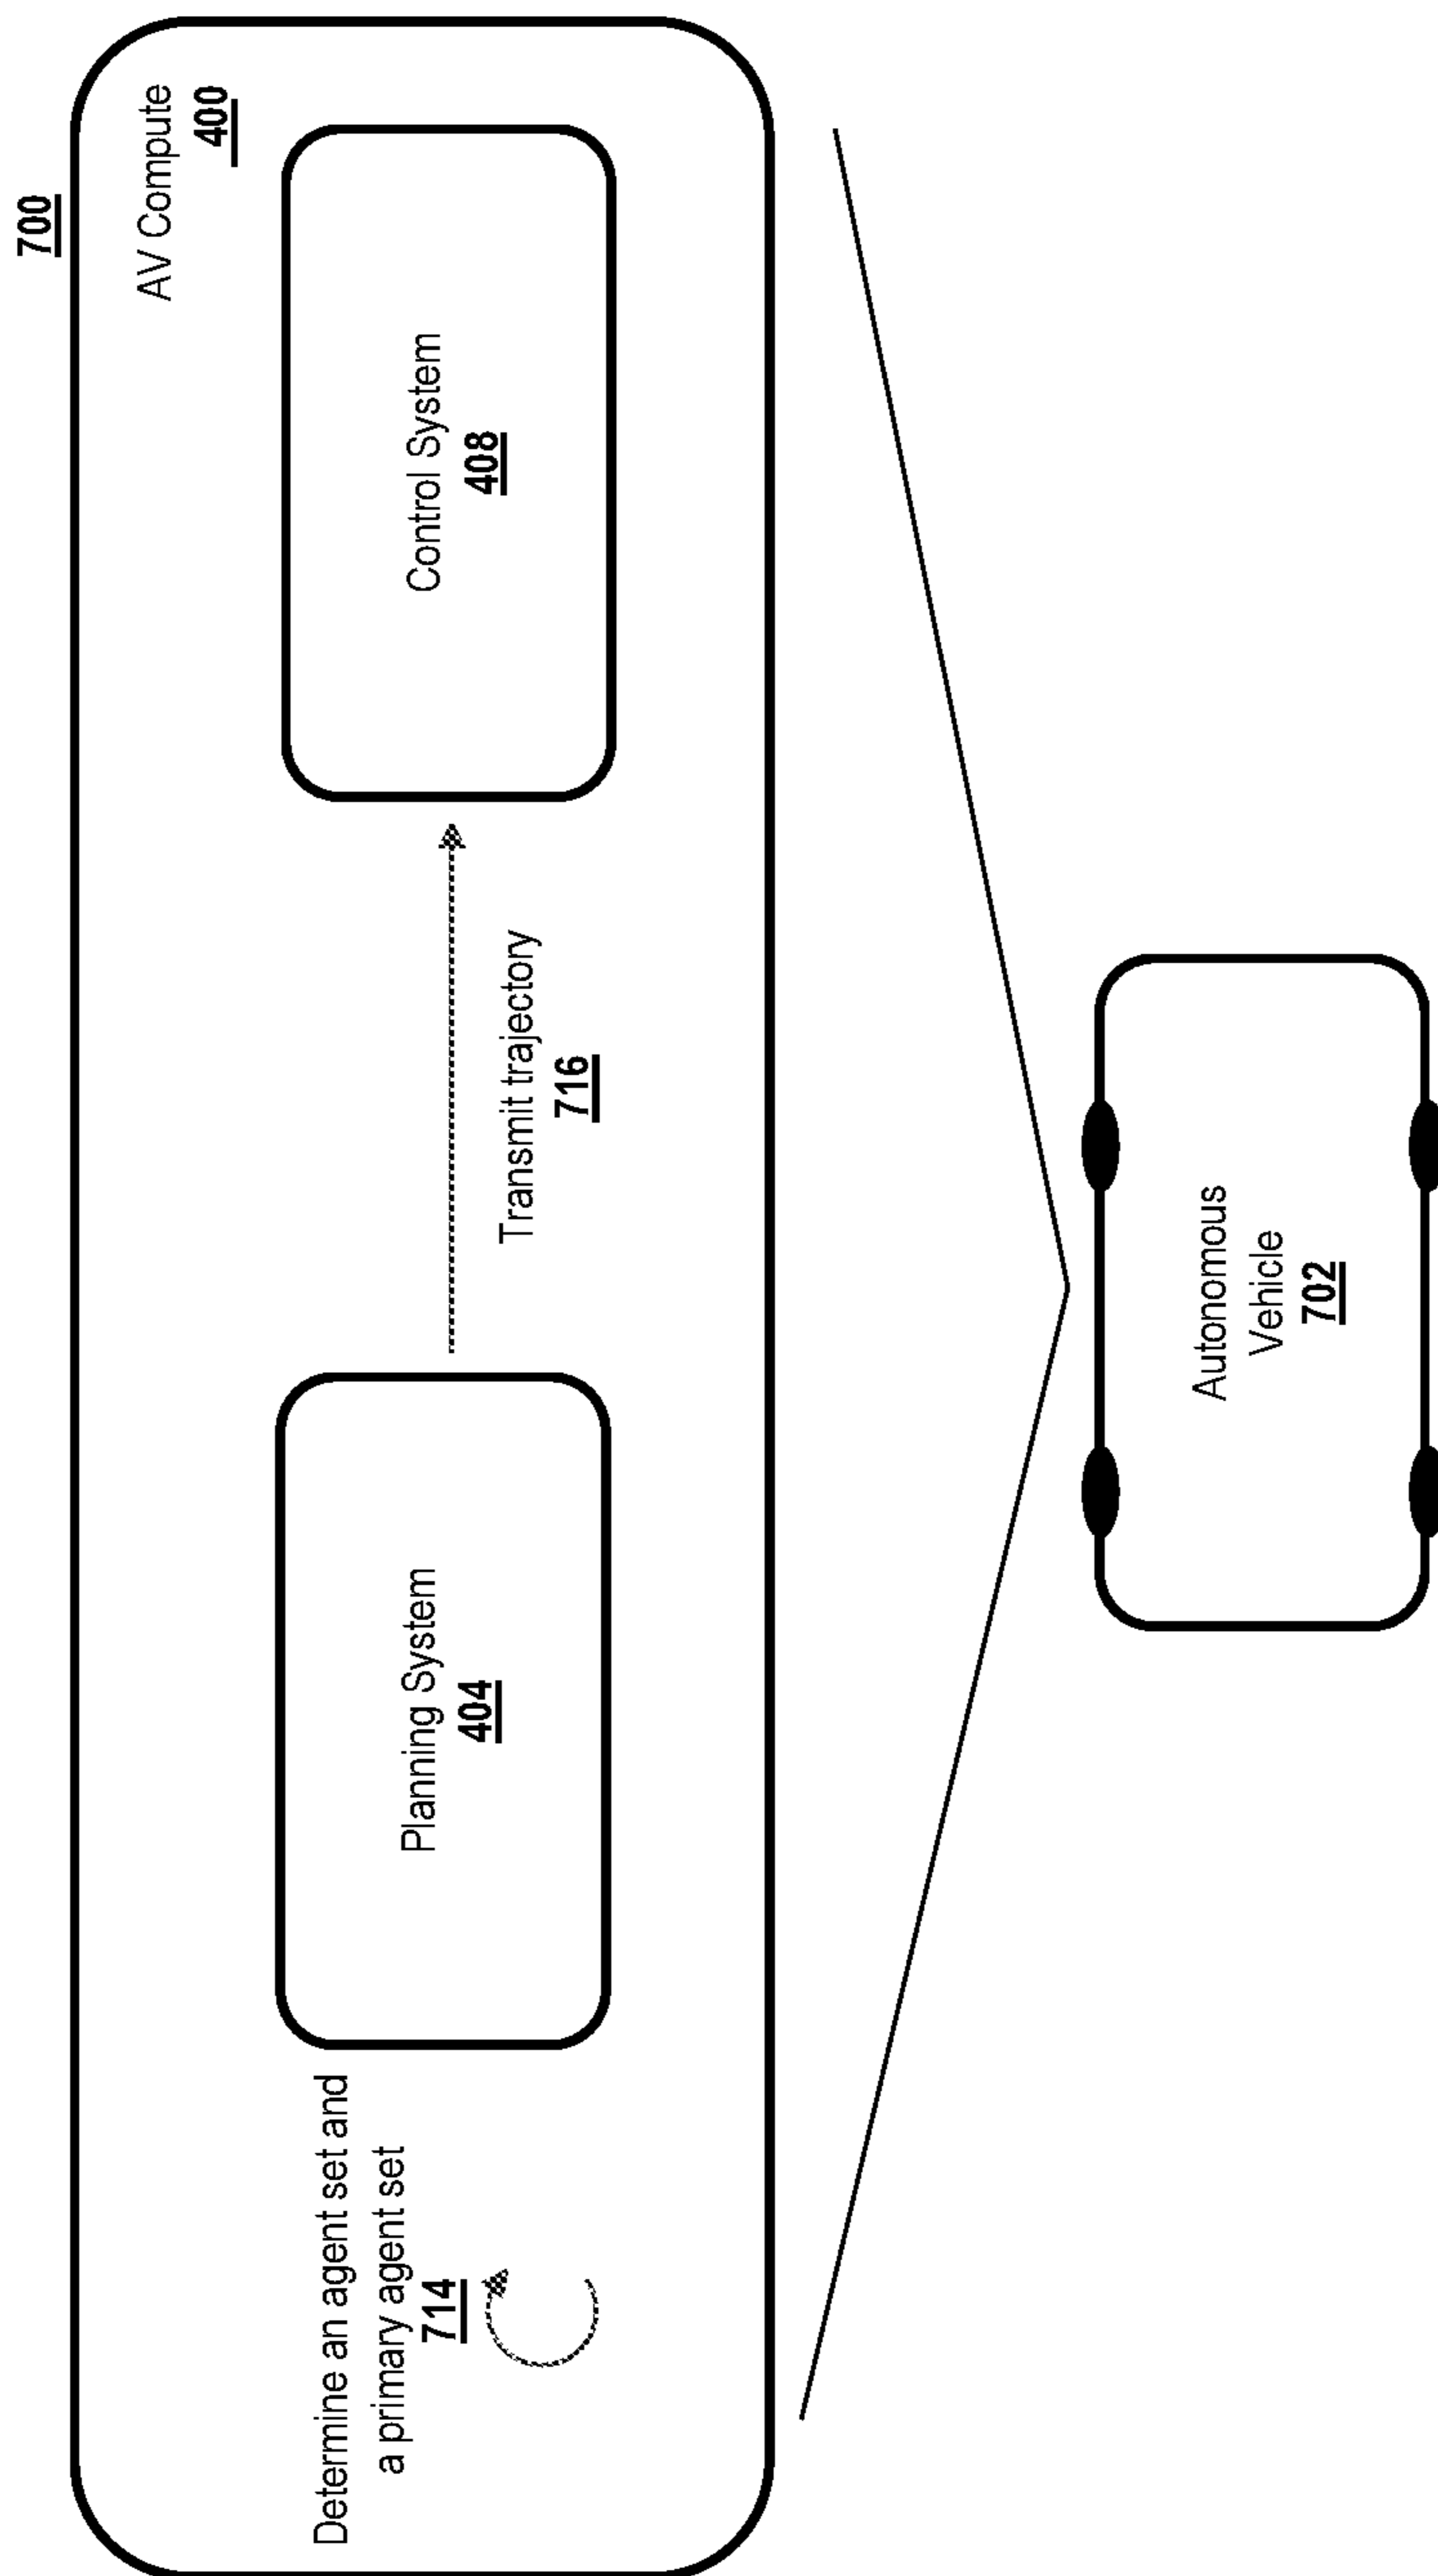 700
AV Compute
400
Determine an agent set and
a primary agent set
714
Planning System
404
Transmit trajectory
716
Control System
408
Autonomous
Vehicle
702